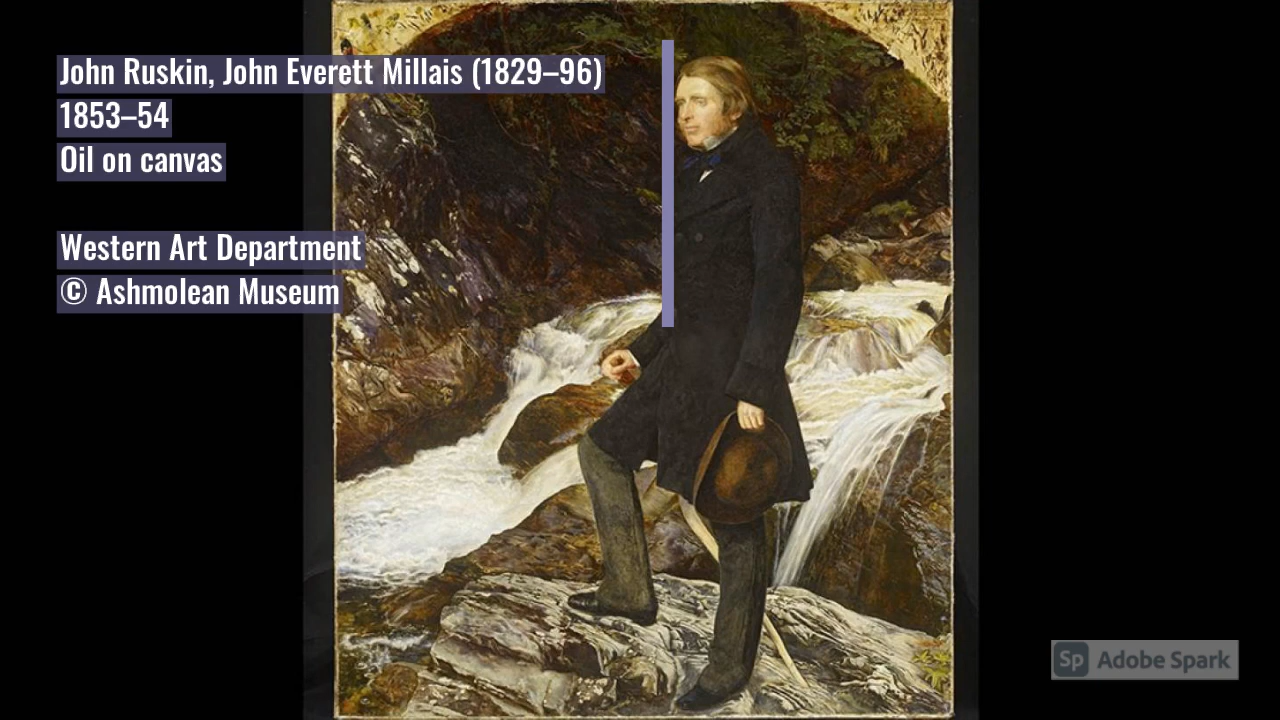 John Ruskin, John Everett Millais (1829–96)
1853–54
Oil on canvas
Western Art Department
© Ashmolean Museum
Sp Adobe Spark